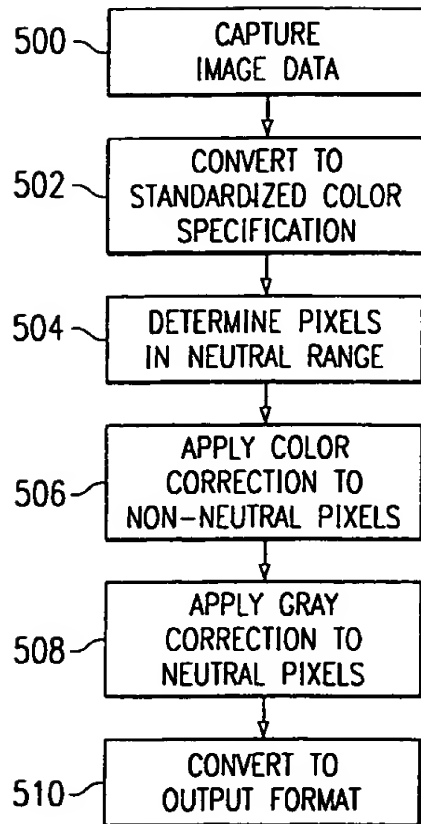 500
CAPTURE
IMAGE DATA
502
CONVERT TO
STANDARDIZED COLOR
SPECIFICATION
504
DETERMINE PIXELS
IN NEUTRAL RANGE
506
APPLY COLOR
CORRECTION TO
NON-NEUTRAL PIXELS
508
APPLY GRAY
CORRECTION TO
NEUTRAL PIXELS
510
CONVERT TO
OUTPUT FORMAT